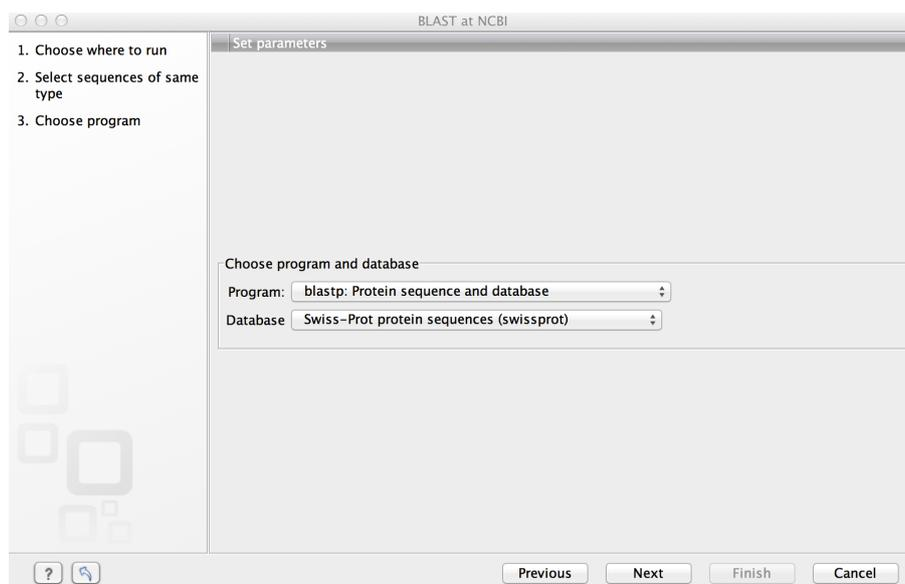 BLAST at NCBI
1. Choose where to run
2. Select sequences of same
type
3. Choose program
Set parameters
Choose program and database
Program: blastp: Protein sequence and database
Database Swiss-Prot protein sequences (swissprot)
? Previous Next Finish Cancel